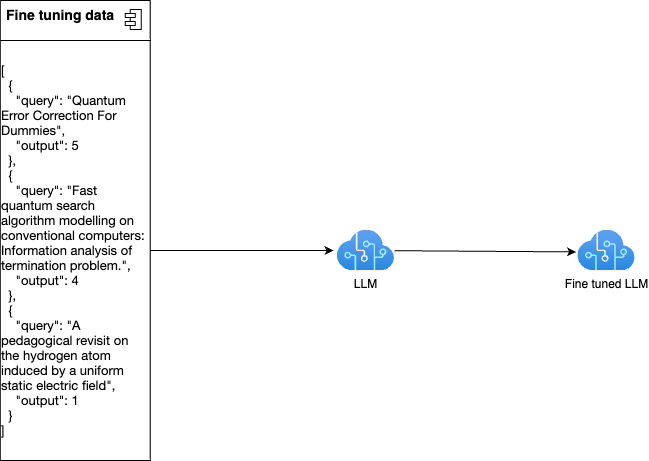 Fine tuning data
[
{
"query": "Quantum
Error Correction For
Dummies",
"output": 5
},
{
"query": "Fast
quantum search
algorithm modelling on
conventional computers:
Information analysis of
termination problem.",
"output": 4
},
{
"query": "A
pedagogical revisit on
the hydrogen atom
induced by a uniform
static electric field",
"output": 1
}
]
LLM
Fine tuned LLM